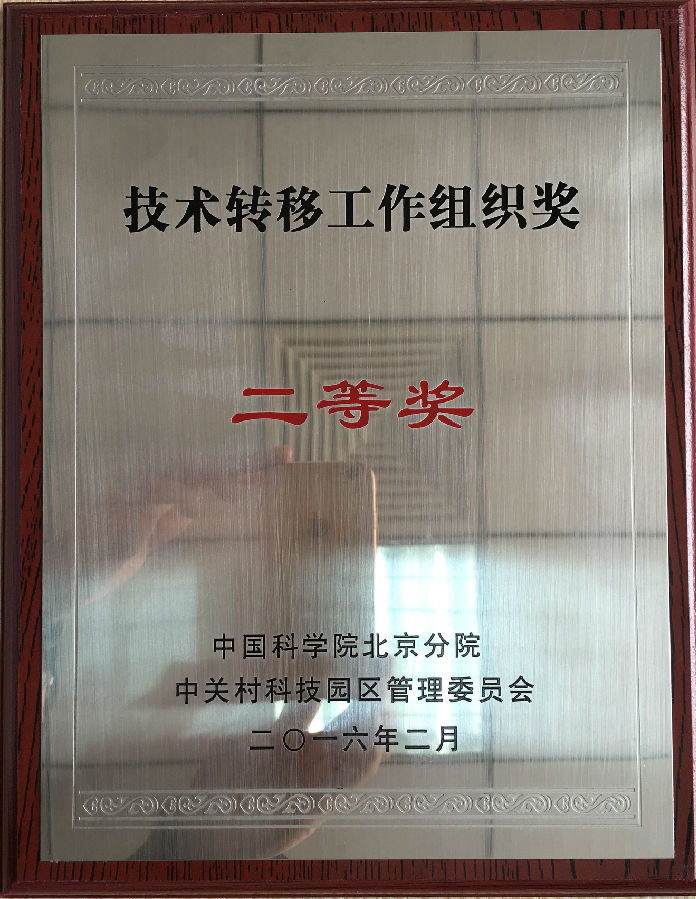 技术转移工作组织奖
二等奖
中国科学院北京分院
中关村科技园区管理委员会
二〇一六年二月